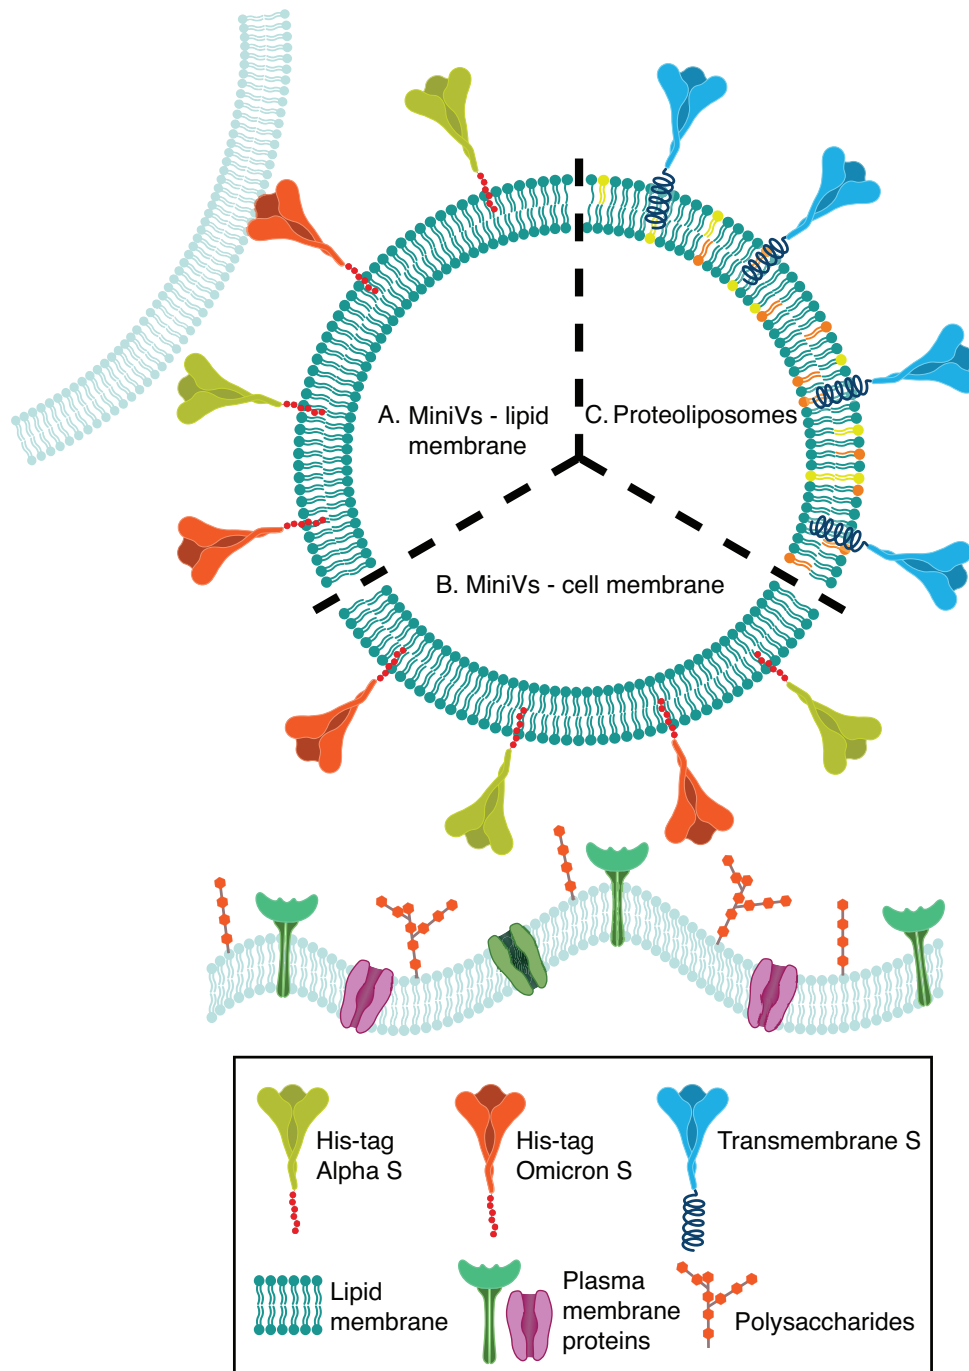 A. MiniVs - lipid
membrane
C. Proteoliposomes
B. MiniVs - cell membrane
His-tag
Alpha S
His-tag
Omicron S
Transmembrane S
Lipid
membrane
Plasma
membrane
proteins
Polysaccharides